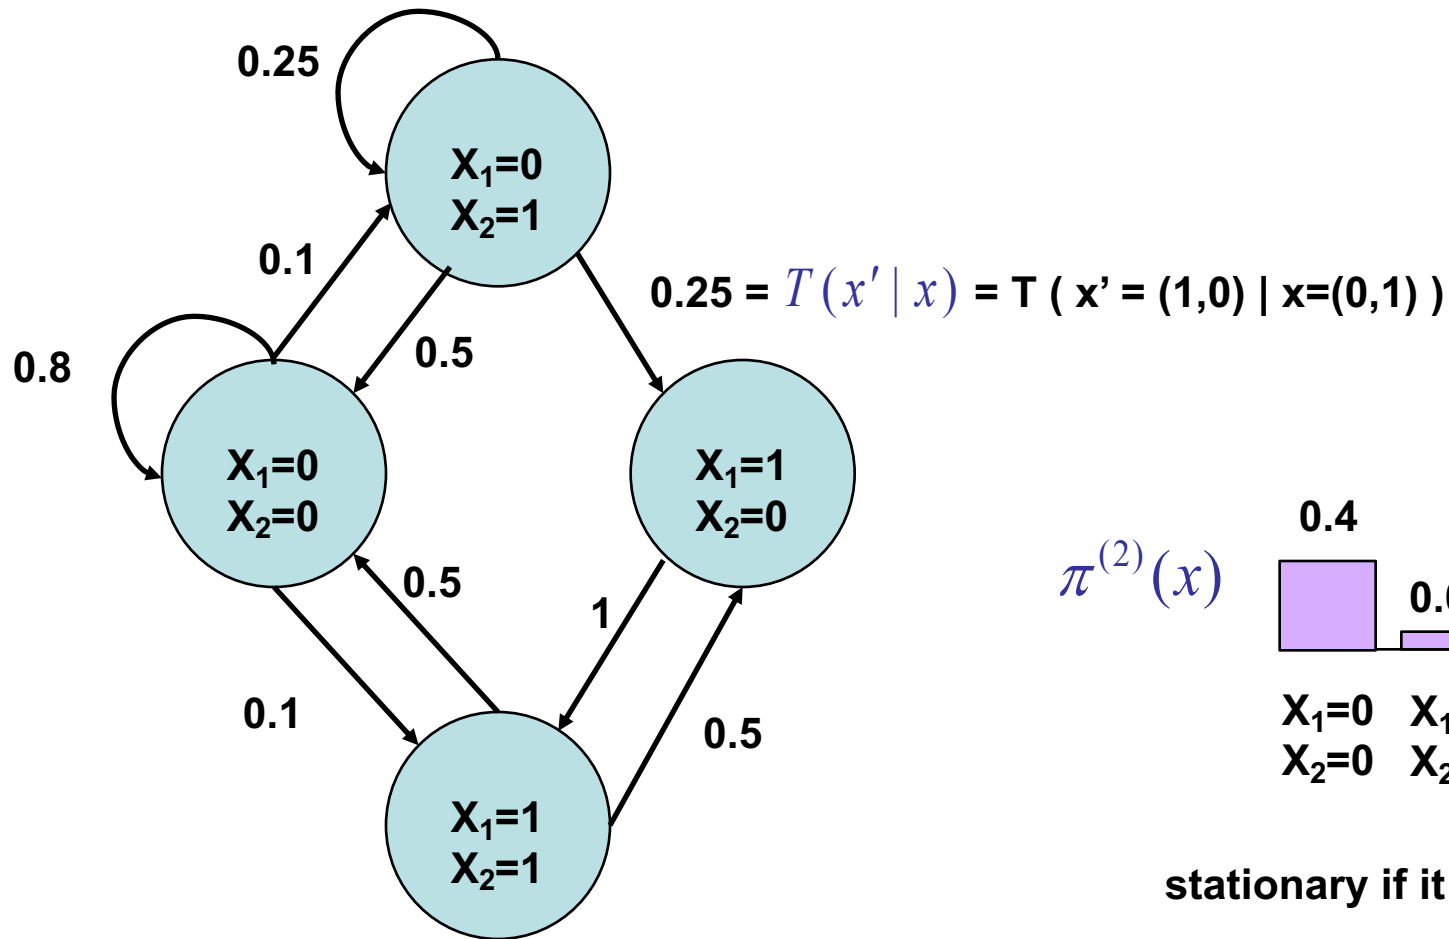 0.25
X₁=0
X₂=1
0.1
0.25 = T(x′ | x) = T ( x’ = (1,0) | x=(0,1) )
0.5
0.8
X₁=0
X₂=0
X₁=1
X₂=0
0.5
1
0.1
0.5
X₁=1
X₂=1
π⁽²⁾(x)
0.4
X₁=0
X₂=0
stationary if it